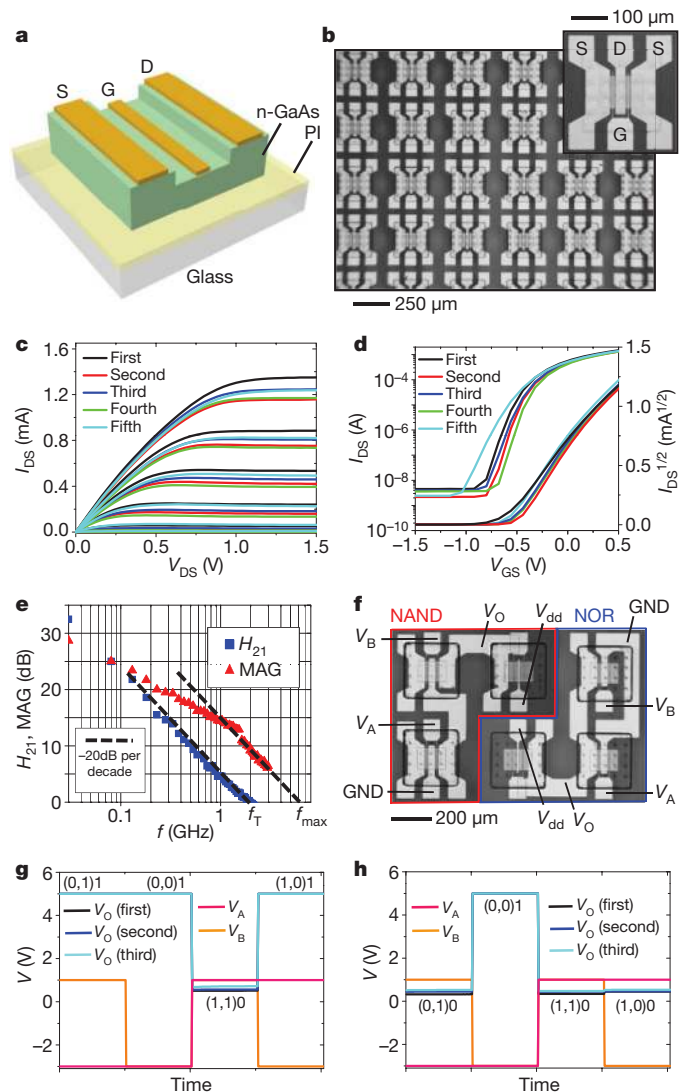 a
S
G
D
n-GaAs
PI
Glass
b
100 μm
S D S
G
250 μm
c
First
Second
Third
Fourth
Fifth
I_DS (mA)
1.6
1.2
0.8
0.4
0.0
0.0 0.5 1.0 1.5
V_DS (V)
d
First
Second
Third
Fourth
Fifth
I_DS (A)
10⁻⁴
10⁻⁶
10⁻⁸
10⁻¹⁰
−1.5 −1.0 −0.5 0.0 0.5
V_GS (V)
1.5
1.2
0.9
0.6
0.3
0.0
I_DS^1/2 (mA^1/2)
e
H₂₁, MAG (dB)
30
20
10
0
H₂₁
MAG
−20dB per
decade
0.1 1 f_T f_max
f (GHz)
f
NAND
V_O
V_dd
NOR
GND
V_B
V_A
GND
V_B
V_A
V_dd
V_O
200 μm
g
V (V)
6
4
2
0
−2
(0,1)1 (0,0)1 (1,0)1
V_O (first)
V_O (second)
V_O (third)
V_A
V_B
(1,1)0
Time
h
V (V)
6
4
2
0
−2
(0,0)1
V_A
V_B
V_O (first)
V_O (second)
V_O (third)
(0,1)0 (1,1)0 (1,0)0
Time